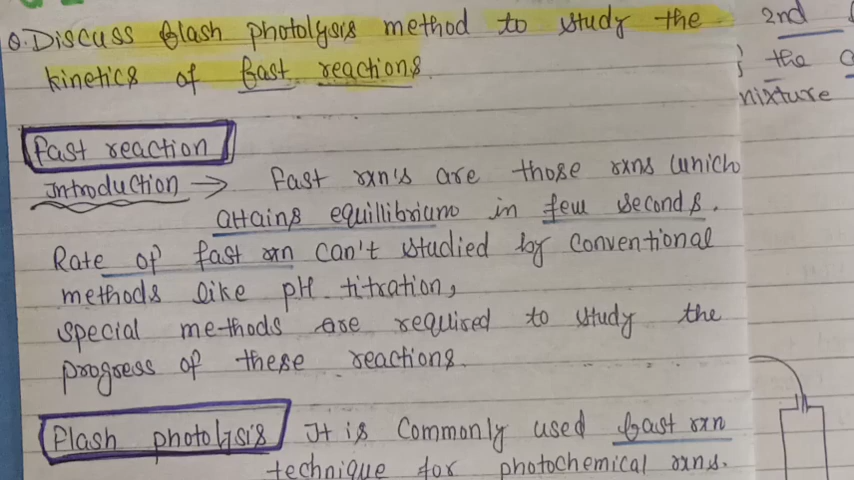 Q. Discuss flash photolysis method to study the
kinetics of fast reactions.
Fast reaction
Introduction → Fast rxn's are those rxns which
attains equillibrium in few seconds.
Rate of fast rxn can't studied by conventional
methods like pH titration,
special methods are required to study the
progress of these reactions.
Flash photolysis It is commonly used fast rxn
technique for photochemical rxns.
2nd
the
mixture